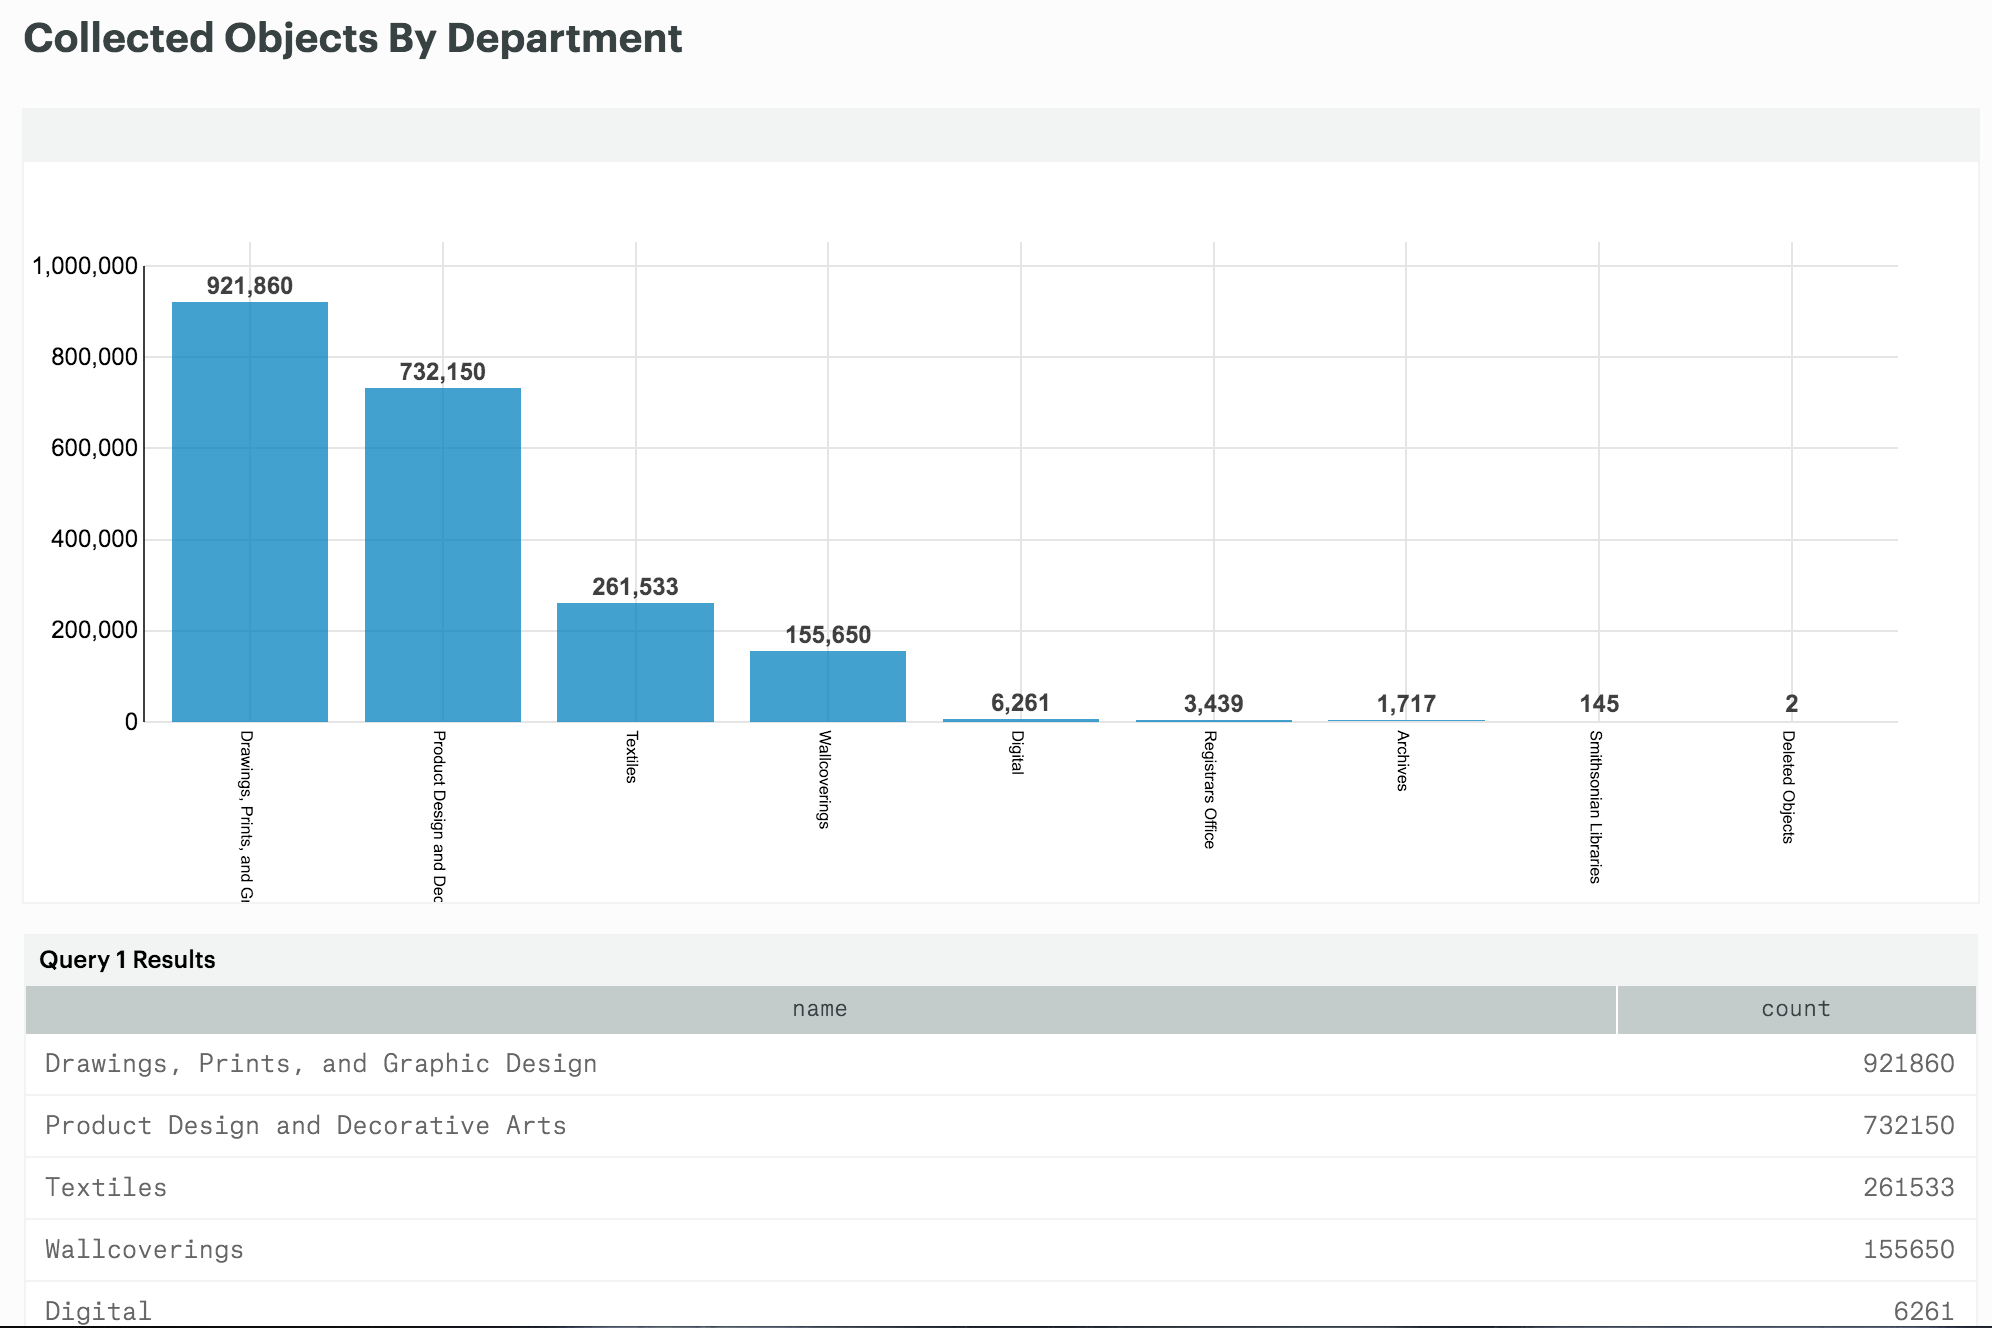 Collected Objects By Department
1,000,000
800,000
600,000
400,000
200,000
0
921,860
732,150
261,533
155,650
6,261
3,439
1,717
145
2
Drawings, Prints, and Gr
Product Design and Dec
Textiles
Wallcoverings
Digital
Registrars Office
Archives
Smithsonian Libraries
Deleted Objects
Query 1 Results
name count
Drawings, Prints, and Graphic Design 921860
Product Design and Decorative Arts 732150
Textiles 261533
Wallcoverings 155650
Digital 6261